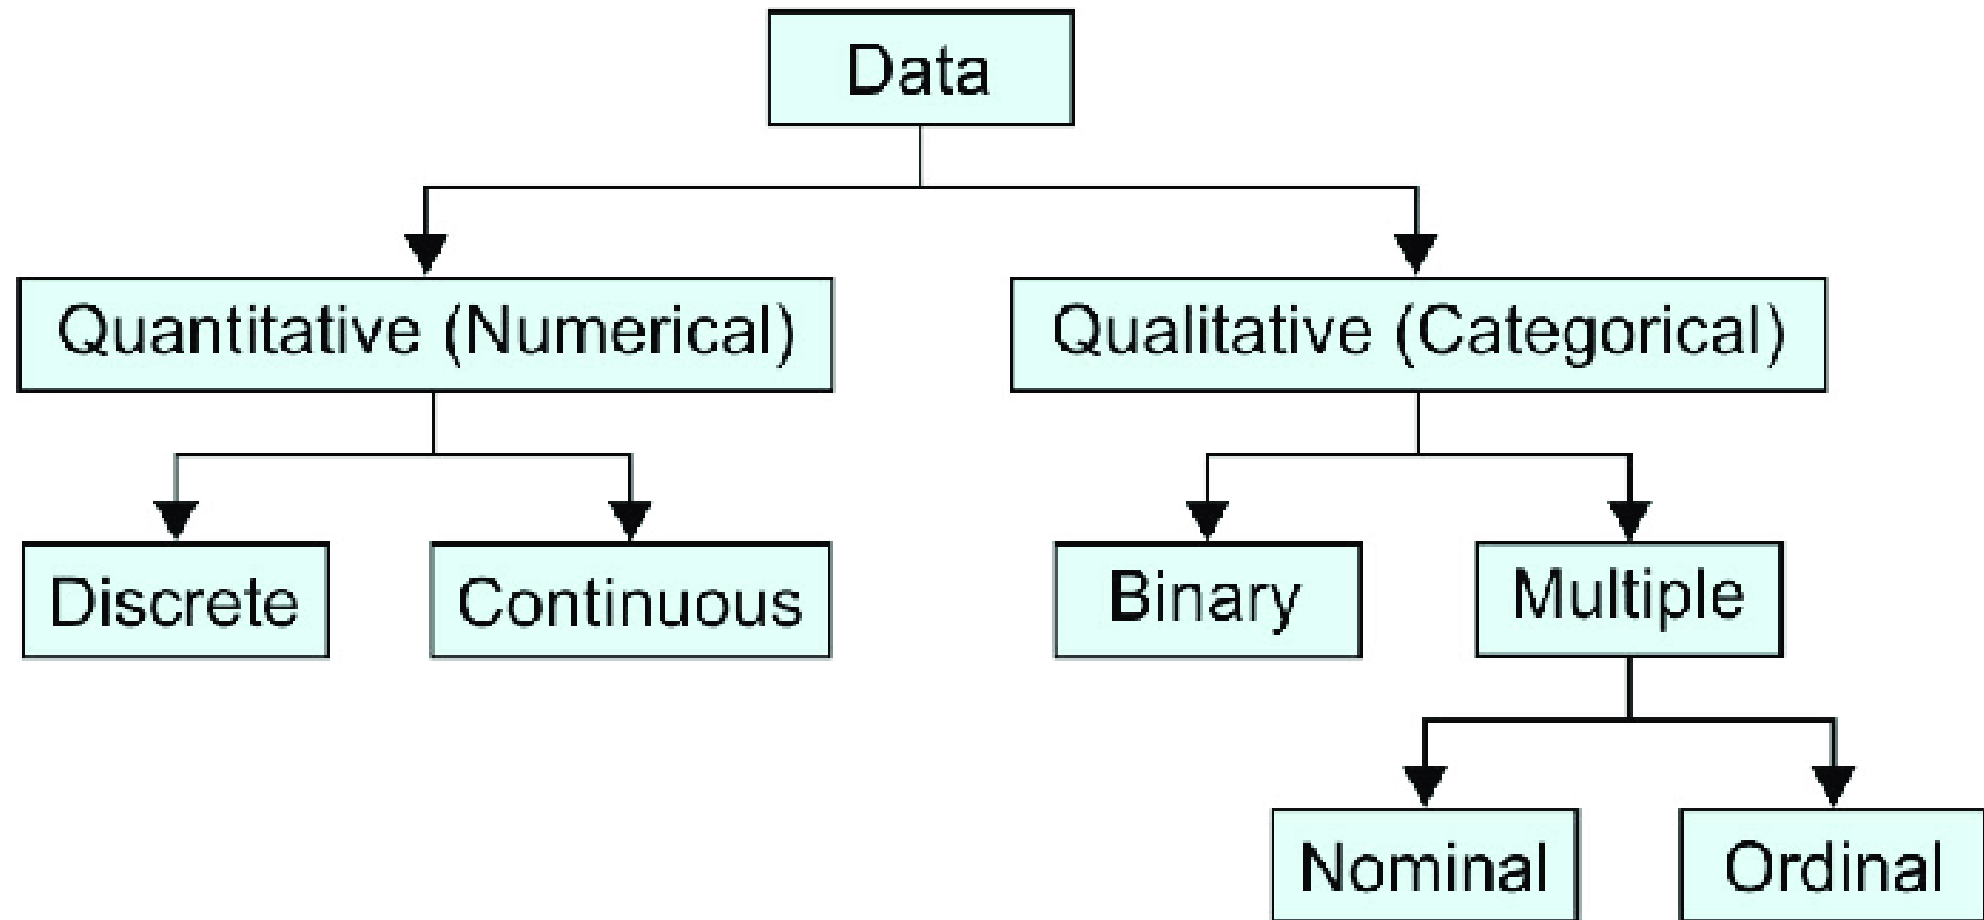 Data
Quantitative (Numerical)
Qualitative (Categorical)
Discrete
Continuous
Binary
Multiple
Nominal
Ordinal